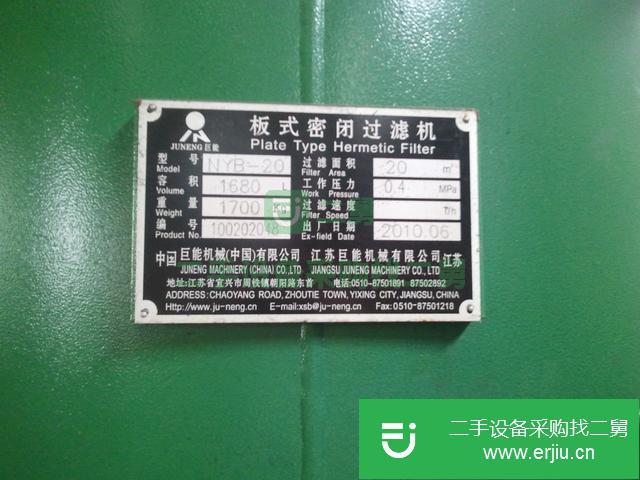 板式密闭过滤机
JUNENG 巨能
Plate Type Hermetic Filter
型号 NYB-20 过滤面积 20 m²
Model Filter Area
容积 1680 L 工作压力 0.4 MPa
Volume Work Pressure
重量 1700 KG 过滤速度 T/h
Weight Filter Speed
编号 100202048 出厂日期 2010.06
Number Ex-field Date
中国 巨能机械(中国)有限公司 江苏巨能机械有限公司 江苏
JUNENG MACHINERY (CHINA) CO.,LTD JIANGSU JUNENG MACHINERY CO., LTD
地址:江苏省宜兴市周铁镇朝阳路东首 电话:0510-87501891 87502892
ADDRESS: CHAOYANG ROAD, ZHOUTIE TOWN, YIXING CITY, JIANGSU, CHINA
Http://www.ju-neng.cn E-mail:xsb@ju-neng.cn Fax:0510-87501218
二手设备采购找二舅
www.erjiu.com